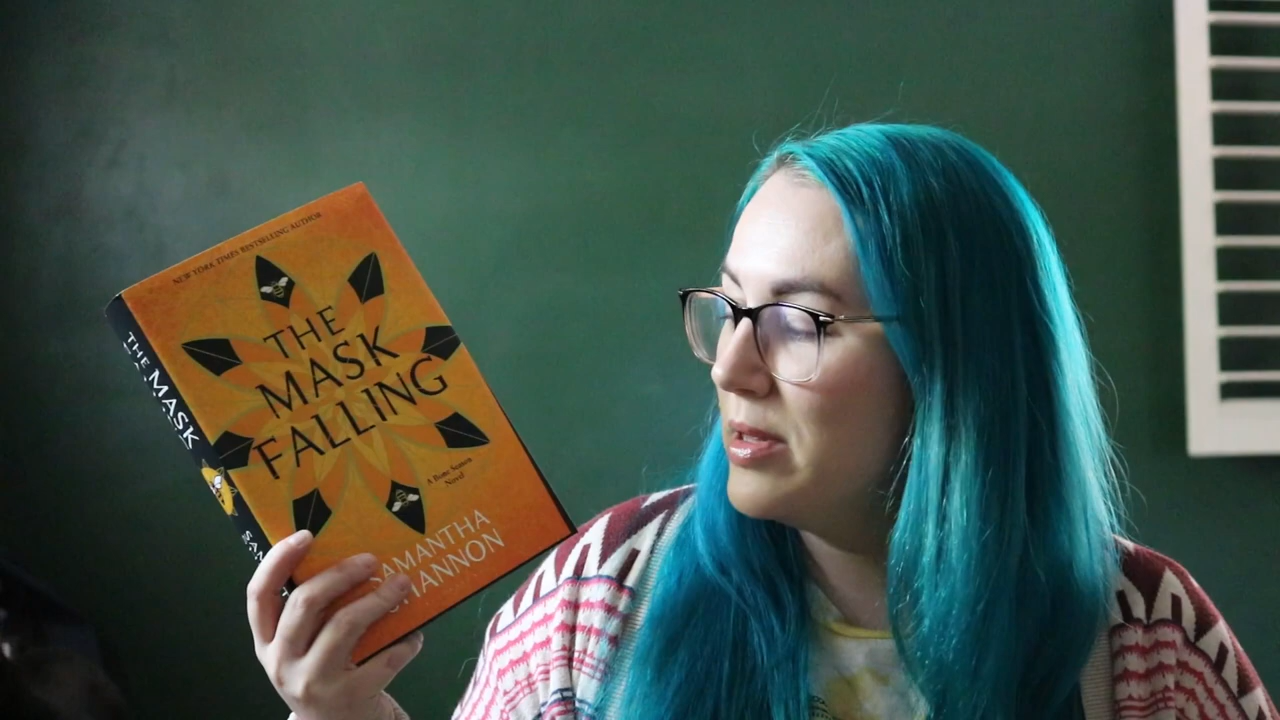 NEW YORK TIMES BESTSELLING AUTHOR
THE
MASK
FALLING
A Bone Season
Novel
SAMANTHA
SHANNON
THE MASK